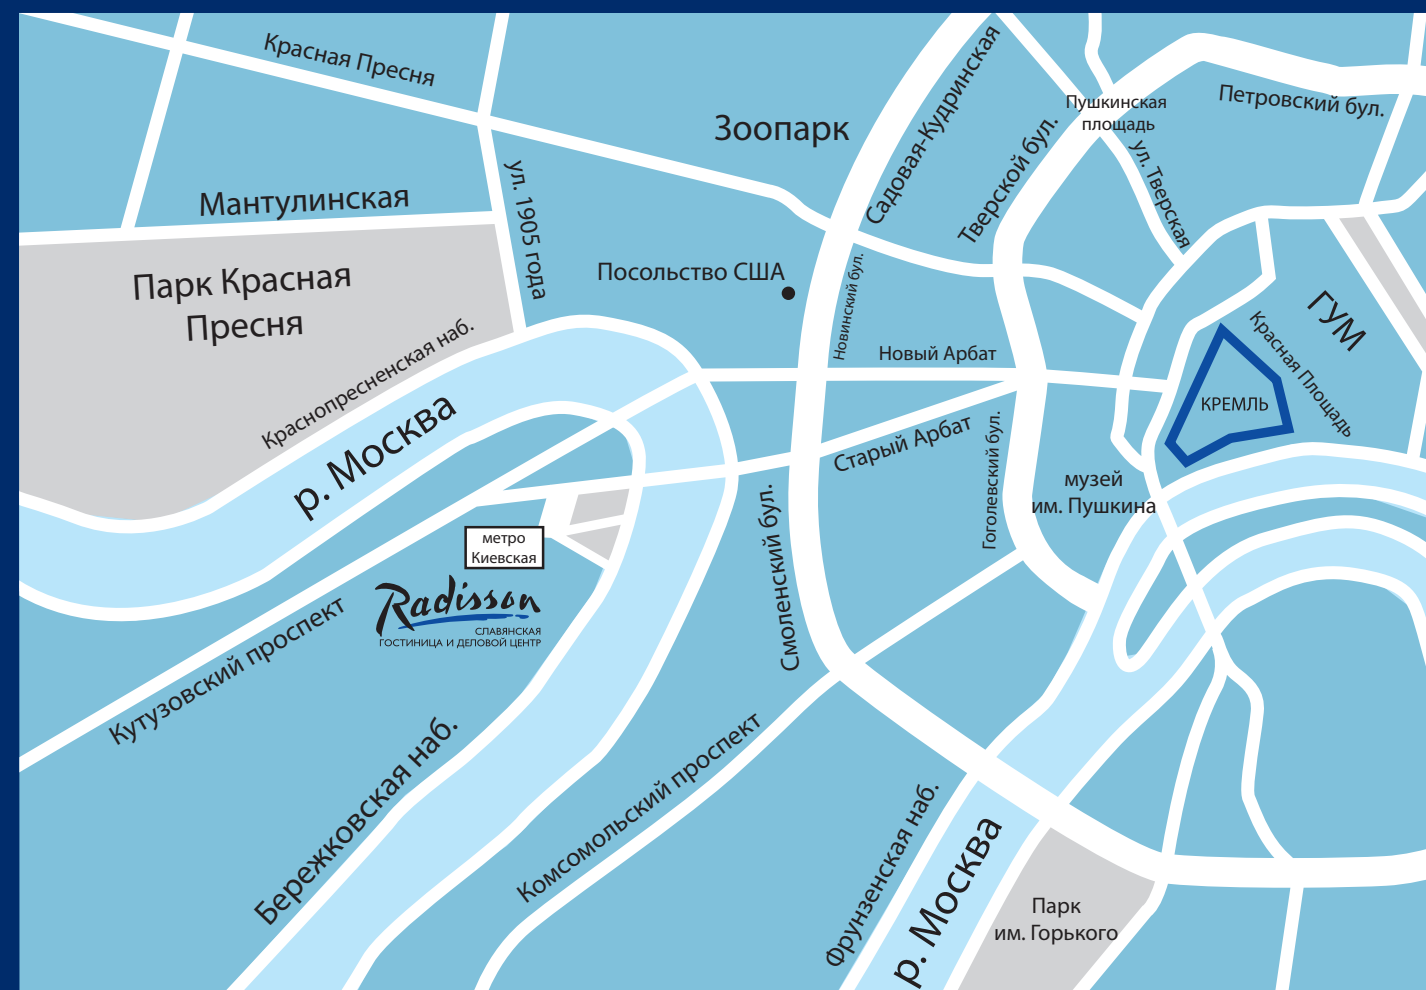 Красная Пресня
Садовая-Кудринская
Петровский бул.
Пушкинская
площадь
Зоопарк
Тверской бул.
ул. Тверская
Мантулинская
ул. 1905 года
Парк Красная
Пресня
Посольство США
Новинский бул.
ГУМ
Красная Площадь
Краснопресненская наб.
Новый Арбат
КРЕМЛЬ
р. Москва
Старый Арбат
Гоголевский бул.
музей
им. Пушкина
Смоленский бул.
метро
Киевская
Radisson
СЛАВЯНСКАЯ
ГОСТИНИЦА И ДЕЛОВОЙ ЦЕНТР
Кутузовский проспект
Бережковская наб.
Комсомольский проспект
Фрунзенская наб.
р. Москва
Парк
им. Горького